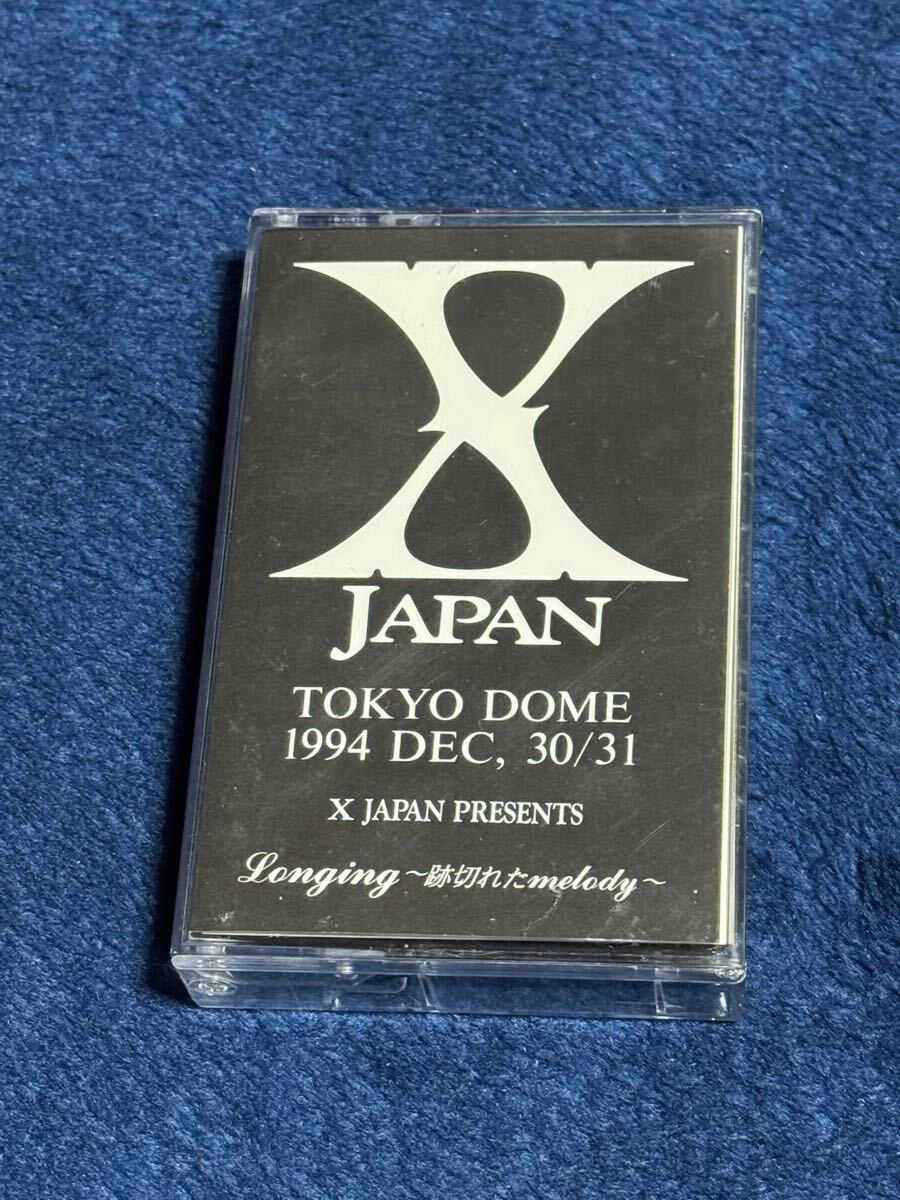 X
JAPAN
TOKYO DOME
1994 DEC, 30/31
X JAPAN PRESENTS
Longing〜跡切れたmelody〜